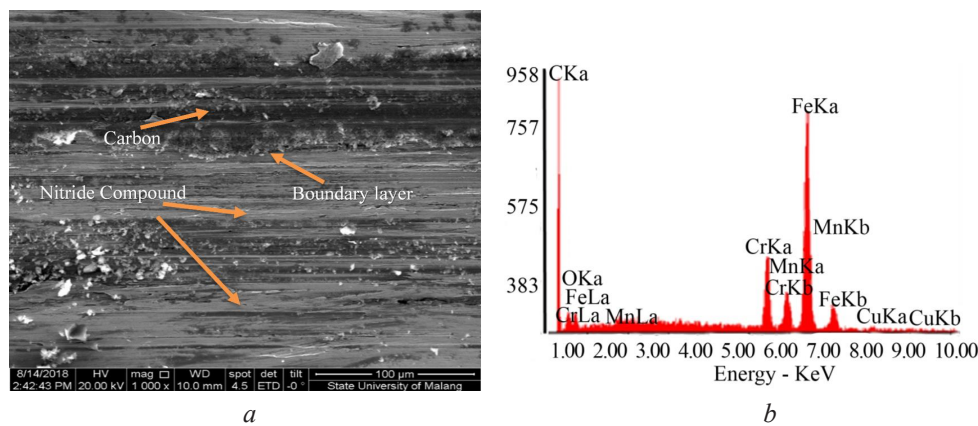 Carbon
Boundary layer
Nitride Compound
8/14/2018 HV mag □ WD spot det tilt
2:42:43 PM 20.00 kV 1 000 x 10.0 mm 4.5 ETD -0 ° 100 µm State University of Malang
a
958
757
575
383
CKa
FeKa
MnKb
CrKa
MnKa
CrKb
OKa
FeLa
CrLa
MnLa
FeKb
CuKa
CuKb
1.00 2.00 3.00 4.00 5.00 6.00 7.00 8.00 9.00 10.00
Energy - KeV
b